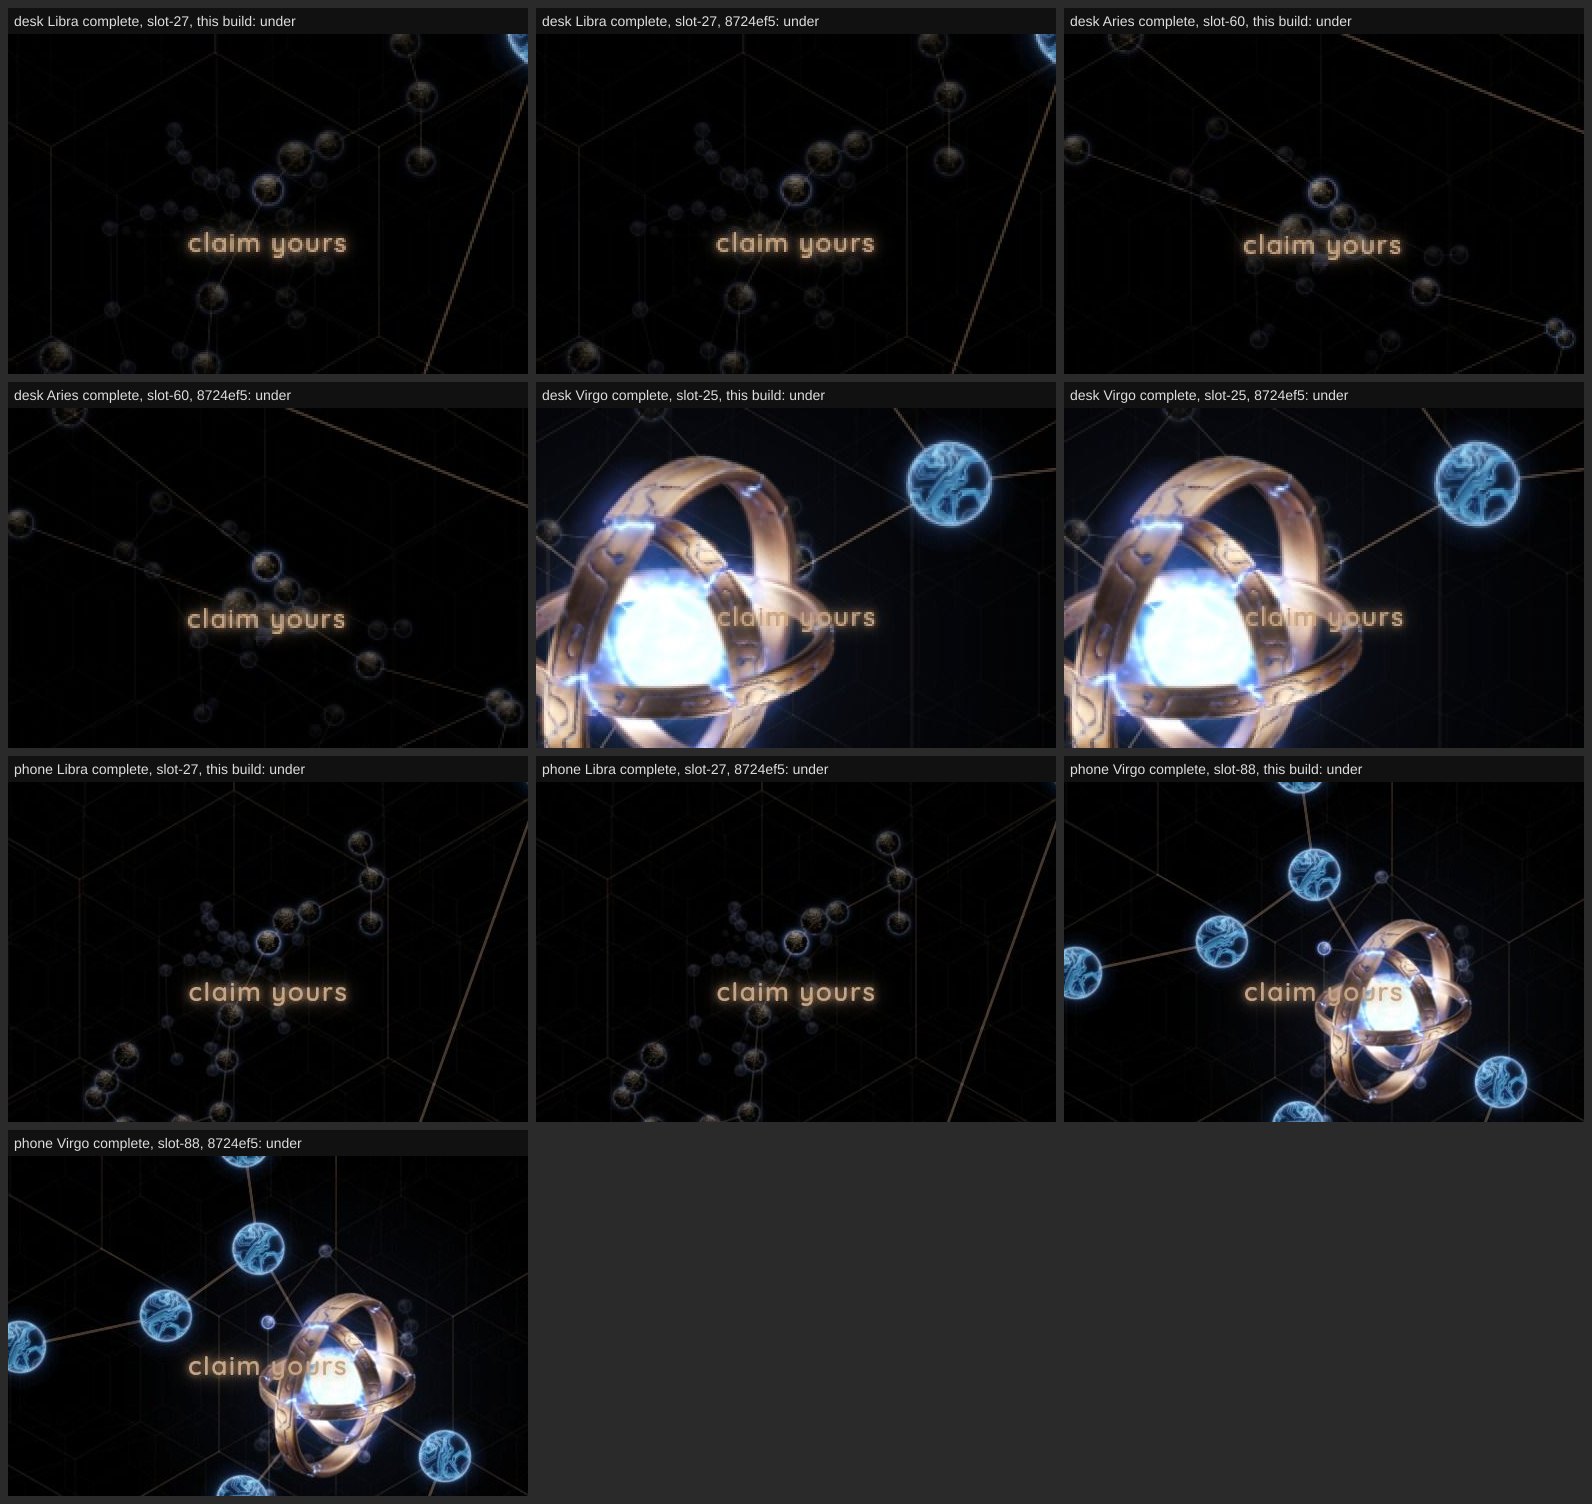 desk Libra complete, slot-27, this build: under
claim yours
desk Libra complete, slot-27, 8724ef5: under
claim yours
desk Aries complete, slot-60, this build: under
claim yours
desk Aries complete, slot-60, 8724ef5: under
claim yours
desk Virgo complete, slot-25, this build: under
claim yours
desk Virgo complete, slot-25, 8724ef5: under
claim yours
phone Libra complete, slot-27, this build: under
claim yours
phone Libra complete, slot-27, 8724ef5: under
claim yours
phone Virgo complete, slot-88, this build: under
claim yours
phone Virgo complete, slot-88, 8724ef5: under
claim yours